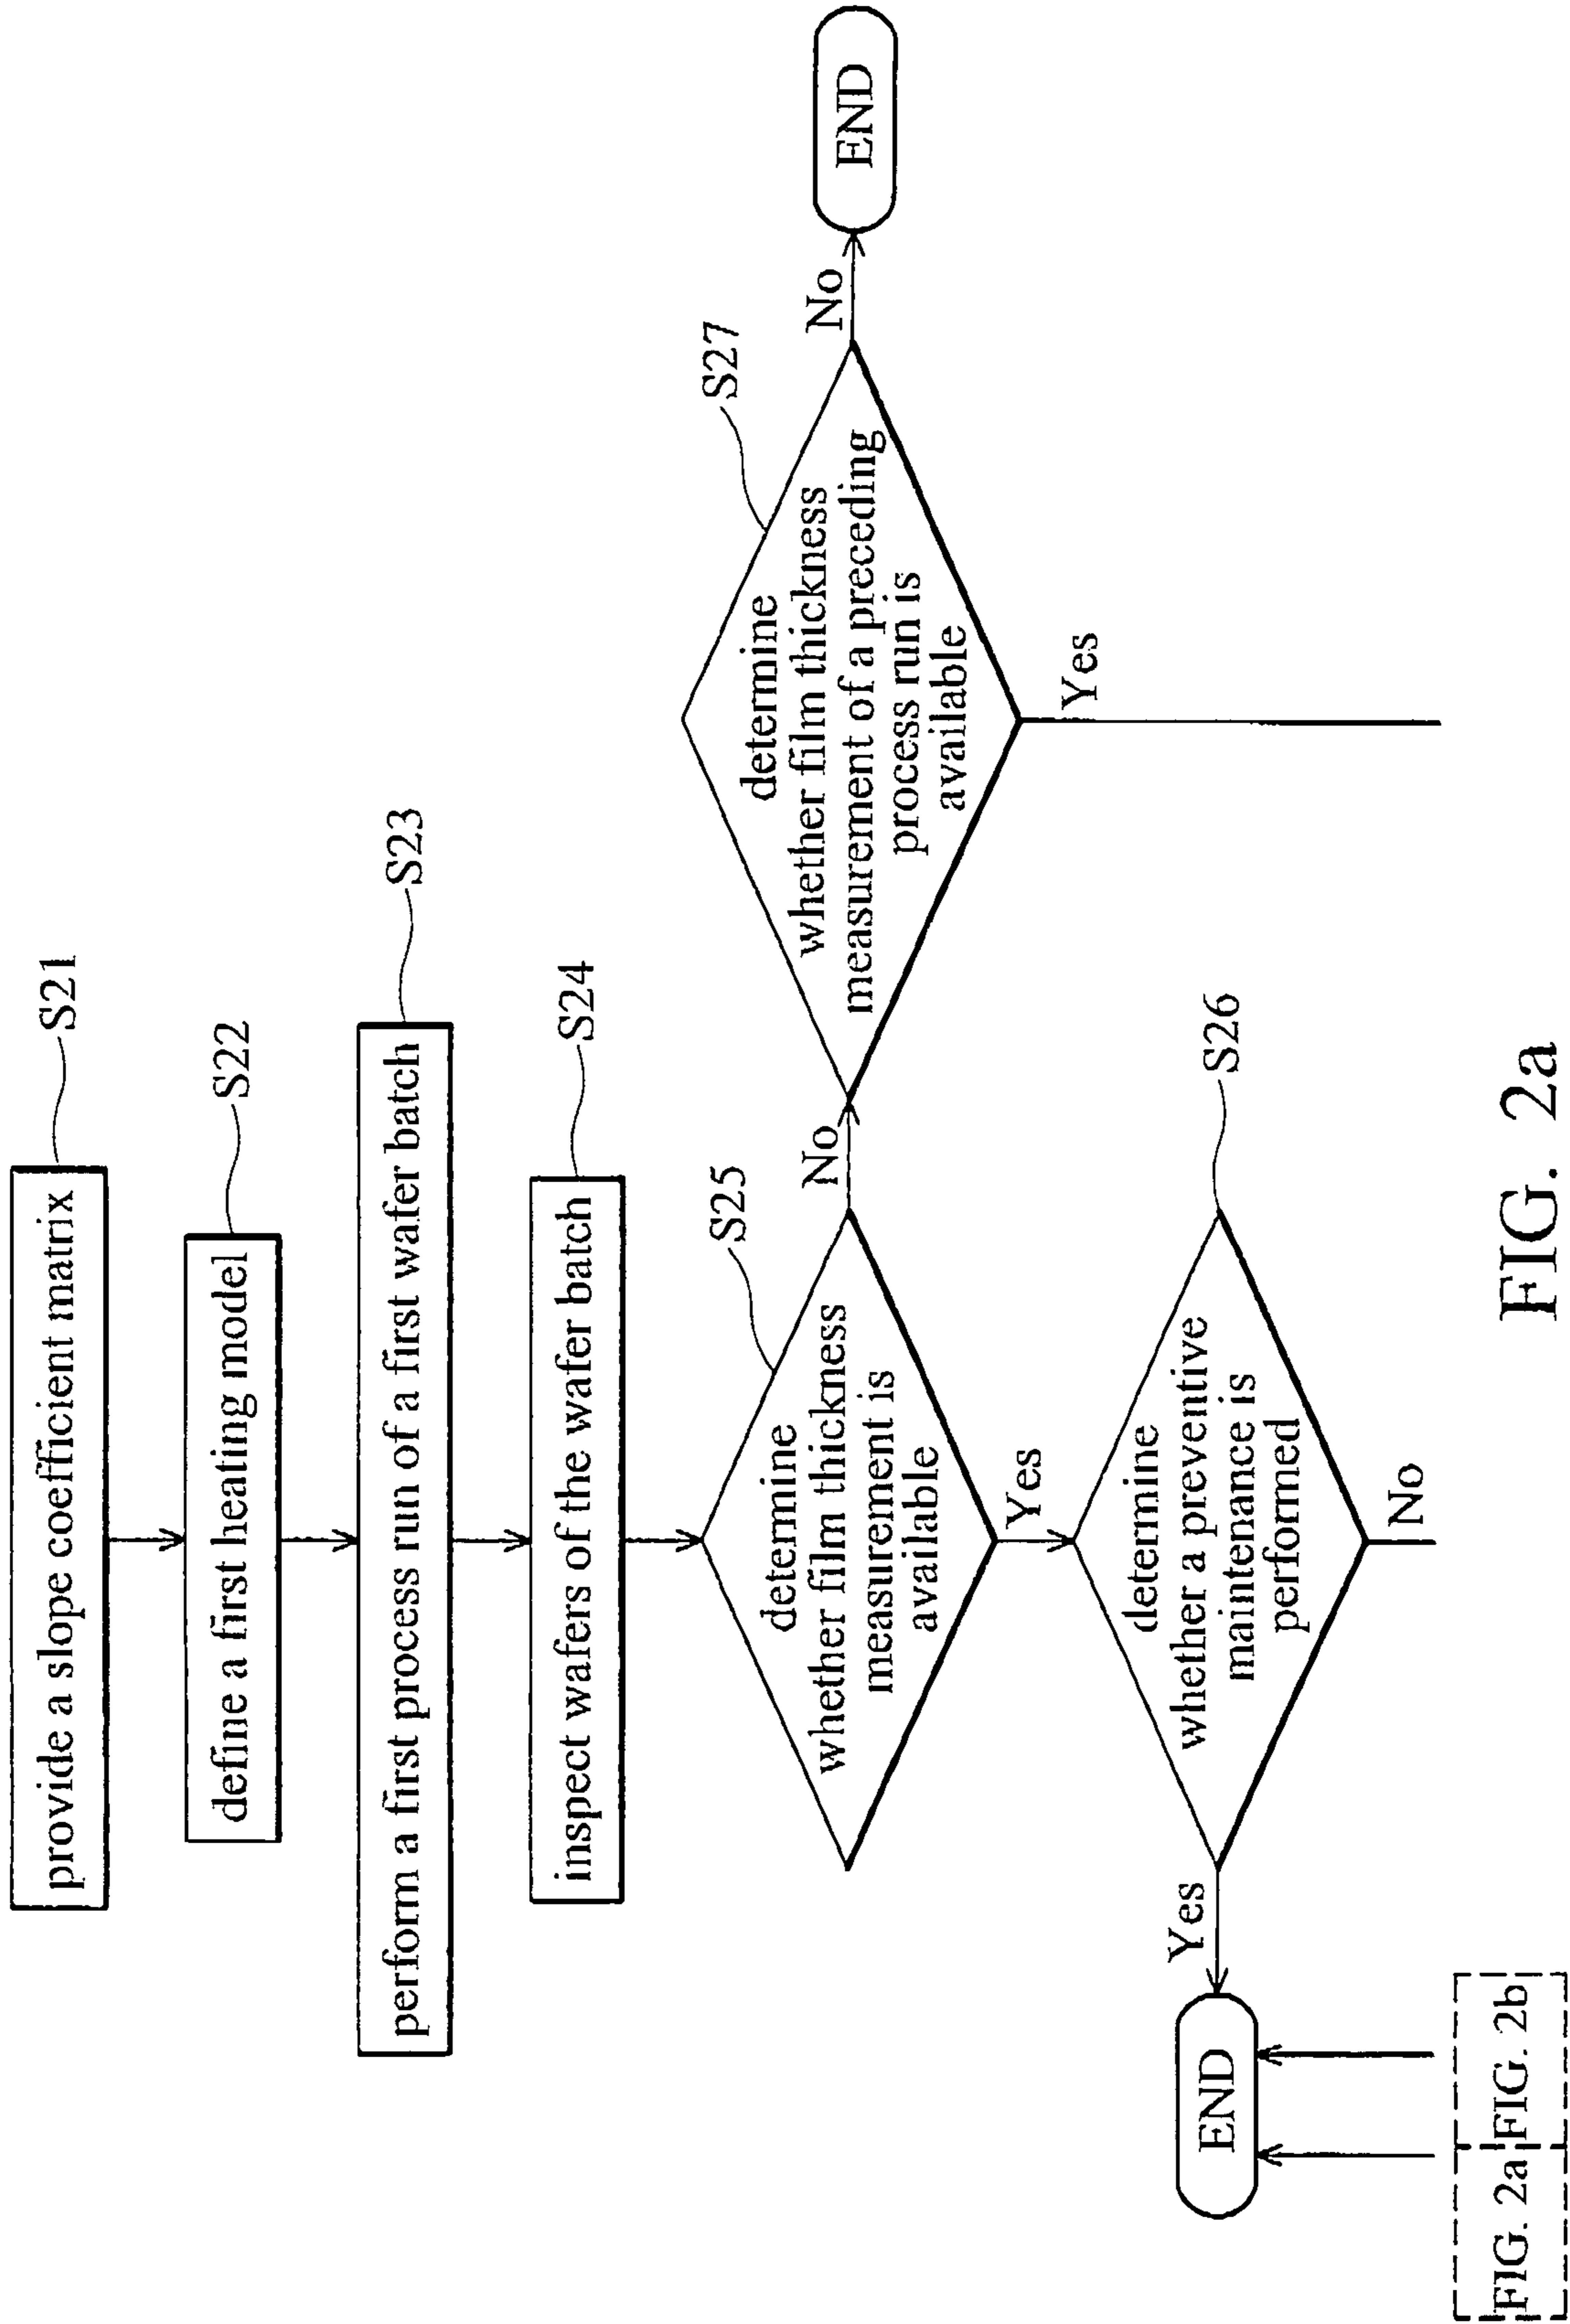 provide a slope coefficient matrix
S21
define a first heating model
S22
perform a first process run of a first wafer batch
S23
inspect wafers of the wafer batch
S24
determine
whether film thickness
measurement is
available
S25
No
determine
whether film thickness
measurement of a preceding
process run is
available
S27
No
END
Yes
Yes
determine
whether a preventive
maintenance is
performed
S26
Yes
END
No
FIG. 2a
FIG. 2b
FIG. 2a